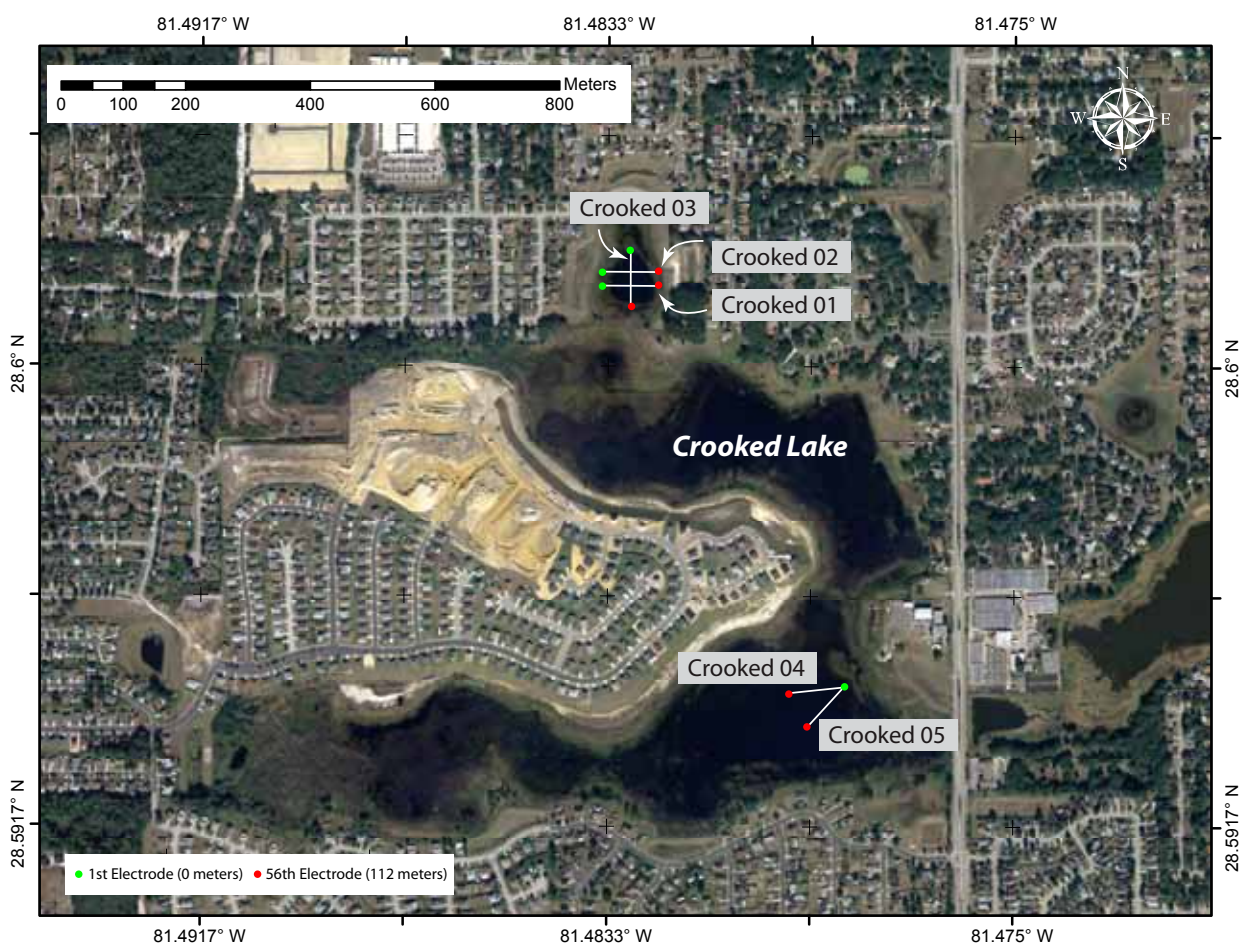 81.4917° W 81.4833° W 81.475° W
Meters
0 100 200 400 600 800
N
W E
S
Crooked 03
Crooked 02
Crooked 01
28.6° N 28.6° N
Crooked Lake
Crooked 04
Crooked 05
28.5917° N 28.5917° N
1st Electrode (0 meters) 56th Electrode (112 meters)
81.4917° W 81.4833° W 81.475° W